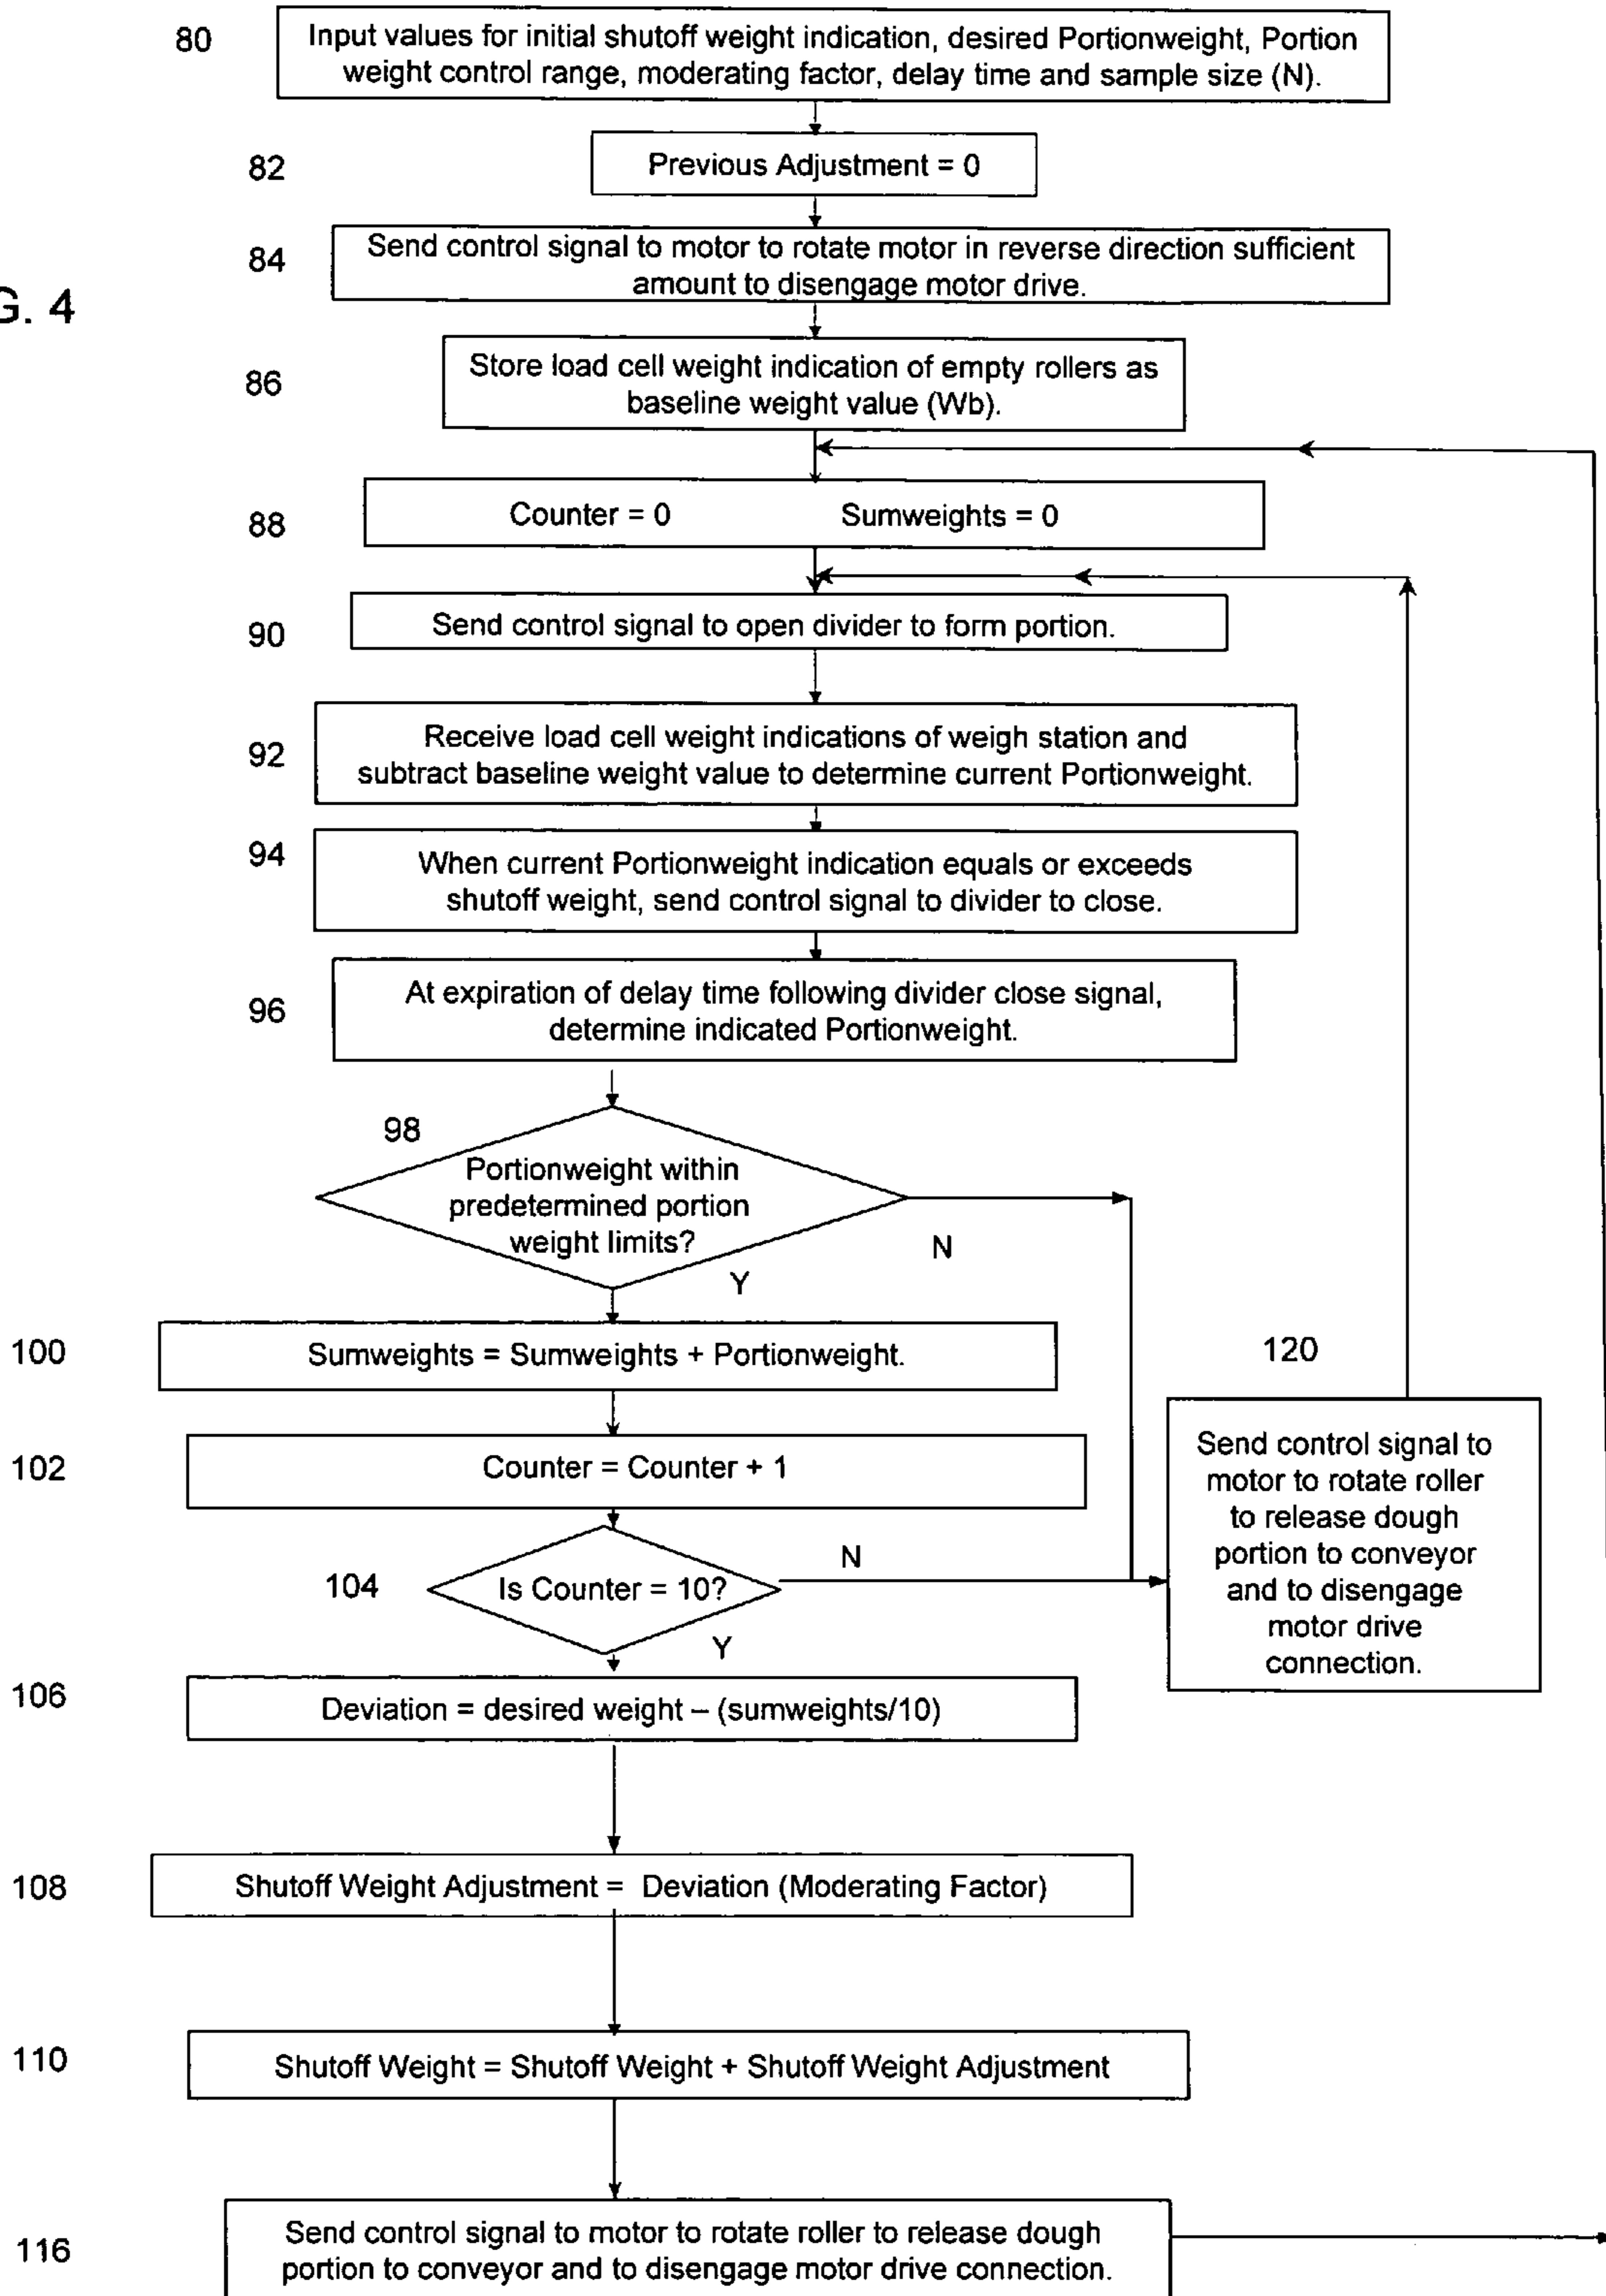 80
Input values for initial shutoff weight indication, desired Portionweight, Portion
weight control range, moderating factor, delay time and sample size (N).
82
Previous Adjustment = 0
84
Send control signal to motor to rotate motor in reverse direction sufficient
amount to disengage motor drive.
G. 4
86
Store load cell weight indication of empty rollers as
baseline weight value (Wb).
88
Counter = 0 Sumweights = 0
90
Send control signal to open divider to form portion.
92
Receive load cell weight indications of weigh station and
subtract baseline weight value to determine current Portionweight.
94
When current Portionweight indication equals or exceeds
shutoff weight, send control signal to divider to close.
96
At expiration of delay time following divider close signal,
determine indicated Portionweight.
98
Portionweight within
predetermined portion
weight limits?
N
Y
100
Sumweights = Sumweights + Portionweight.
102
Counter = Counter + 1
104
Is Counter = 10?
N
Y
120
Send control signal to
motor to rotate roller
to release dough
portion to conveyor
and to disengage
motor drive
connection.
106
Deviation = desired weight – (sumweights/10)
108
Shutoff Weight Adjustment = Deviation (Moderating Factor)
110
Shutoff Weight = Shutoff Weight + Shutoff Weight Adjustment
116
Send control signal to motor to rotate roller to release dough
portion to conveyor and to disengage motor drive connection.